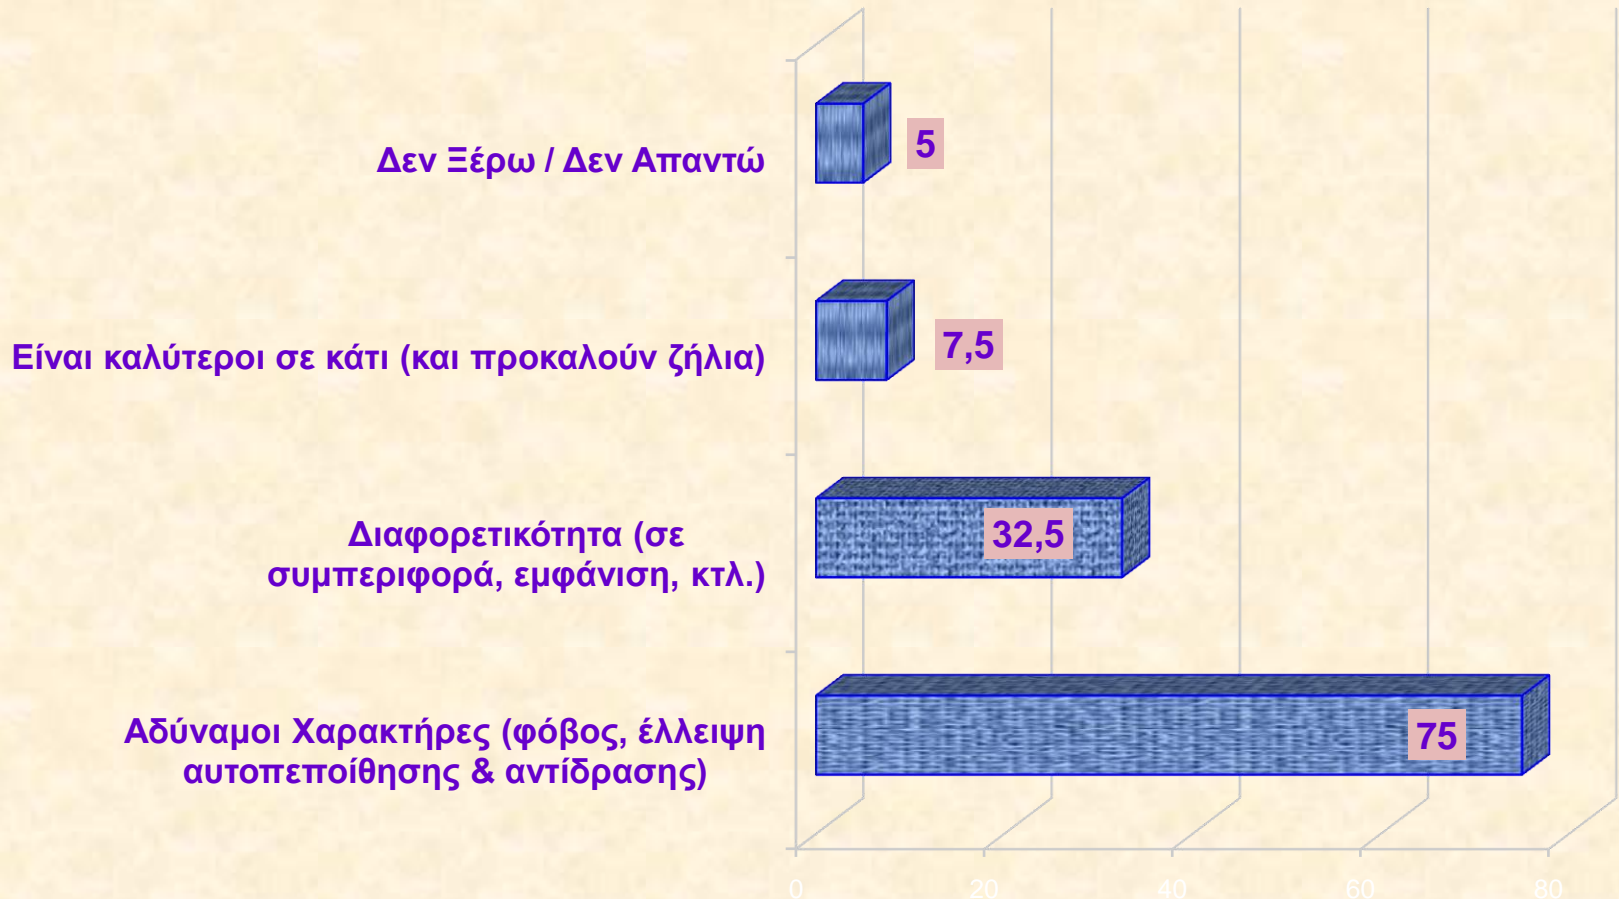 Δεν Ξέρω / Δεν Απαντώ
5
Είναι καλύτεροι σε κάτι (και προκαλούν ζήλια)
7,5
Διαφορετικότητα (σε
συμπεριφορά, εμφάνιση, κτλ.)
32,5
Αδύναμοι Χαρακτήρες (φόβος, έλλειψη
αυτοπεποίθησης & αντίδρασης)
75
0 20 40 60 80